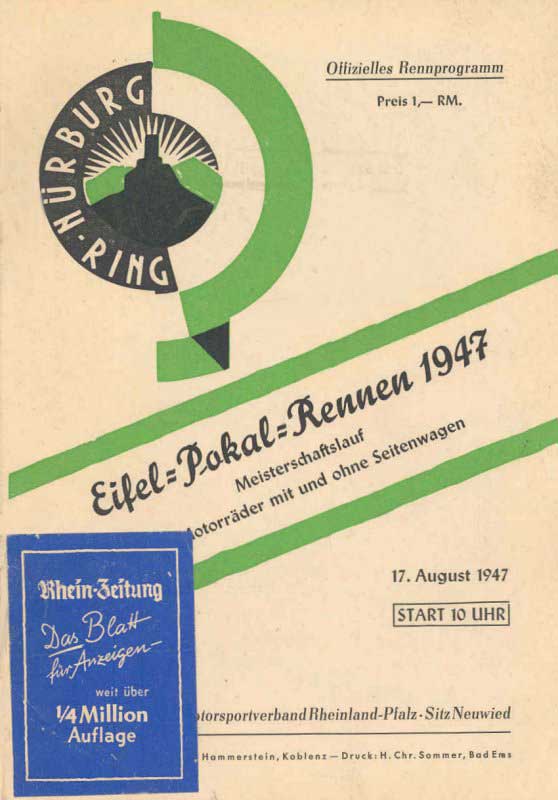 NÜRBURG-RING
Offizielles Rennprogramm
Preis 1,— RM.
Eifel=Pokal=Rennen 1947
Meisterschaftslauf
Motorräder mit und ohne Seitenwagen
17. August 1947
START 10 UHR
Rhein-Zeitung
Das Blatt
für Anzeigen-
weit über
1/4 Million
Auflage
otorsportverband Rheinland-Pfalz · Sitz Neuwied
Hammerstein, Koblenz — Druck: H. Chr. Sommer, Bad Ems